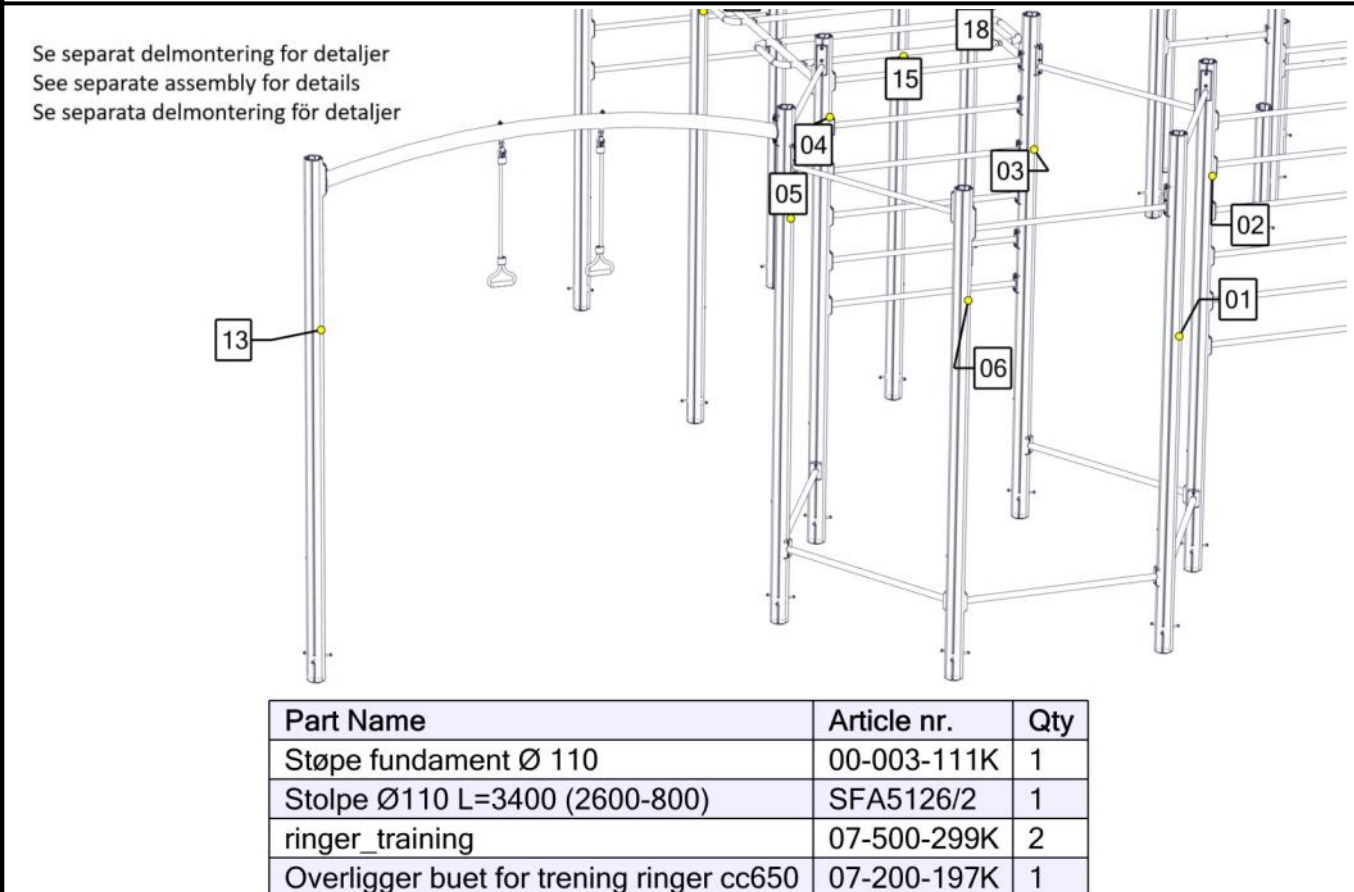 Se separat delmontering for detaljer
See separate assembly for details
Se separata delmontering för detaljer
18
15
04
03
05
02
01
13
06
Part Name Article nr. Qty
Støpe fundament Ø 110 00-003-111K 1
Stolpe Ø110 L=3400 (2600-800) SFA5126/2 1
ringer_training 07-500-299K 2
Overligger buet for trening ringer cc650 07-200-197K 1